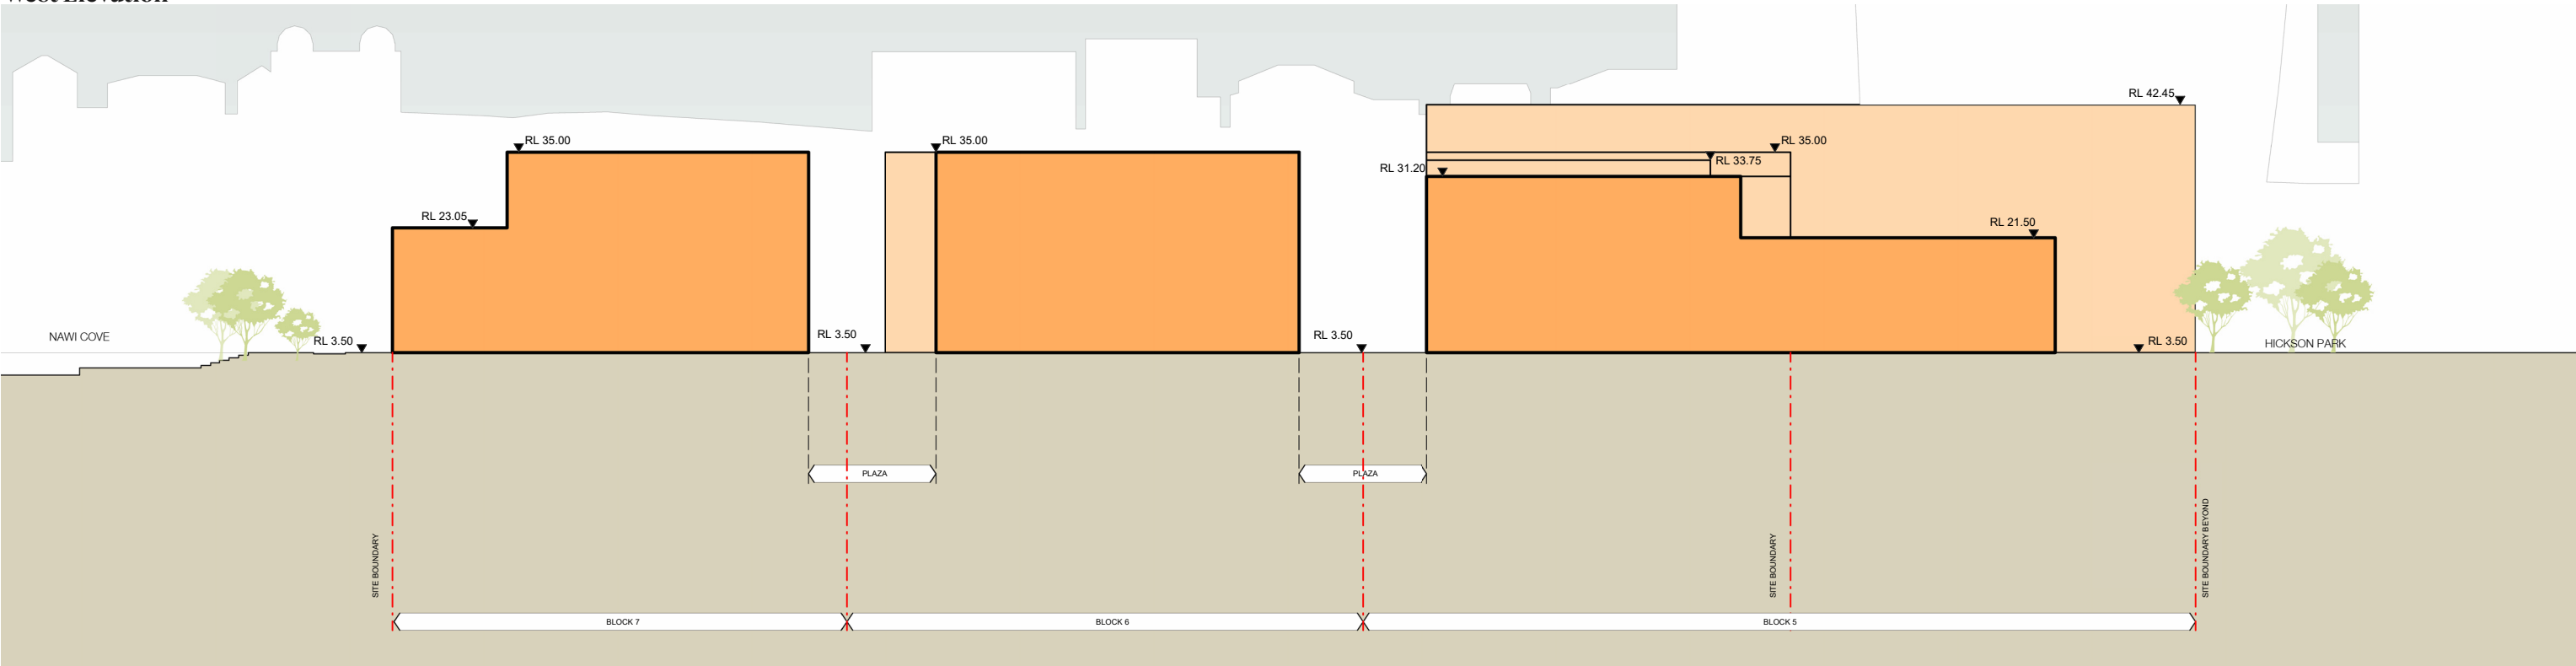 West Elevation
RL 42.45
RL 35.00
RL 35.00
RL 35.00
RL 33.75
RL 31.20
RL 23.05
RL 21.50
NAWI COVE
RL 3.50
RL 3.50
RL 3.50
RL 3.50
HICKSON PARK
PLAZA
PLAZA
SITE BOUNDARY
SITE BOUNDARY
SITE BOUNDARY BEYOND
BLOCK 7
BLOCK 6
BLOCK 5